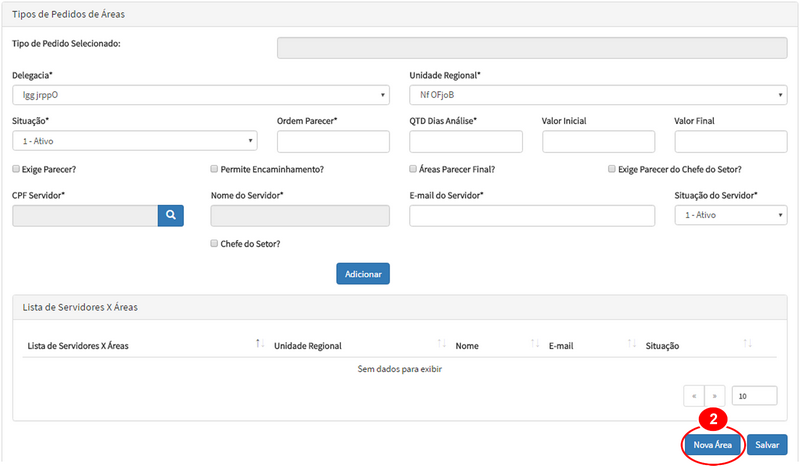 Tipos de Pedidos de Áreas
Tipo de Pedido Selecionado:
Delegacia* Unidade Regional*
Igg jrppO Nf OFjoB
Situação* Ordem Parecer* QTD Dias Análise* Valor Inicial Valor Final
1 - Ativo
Exige Parecer? Permite Encaminhamento? Áreas Parecer Final? Exige Parecer do Chefe do Setor?
CPF Servidor* Nome do Servidor* E-mail do Servidor* Situação do Servidor*
1 - Ativo
Chefe do Setor?
Adicionar
Lista de Servidores X Áreas
Lista de Servidores X Áreas Unidade Regional Nome E-mail Situação
Sem dados para exibir
« » 10
2
Nova Área Salvar